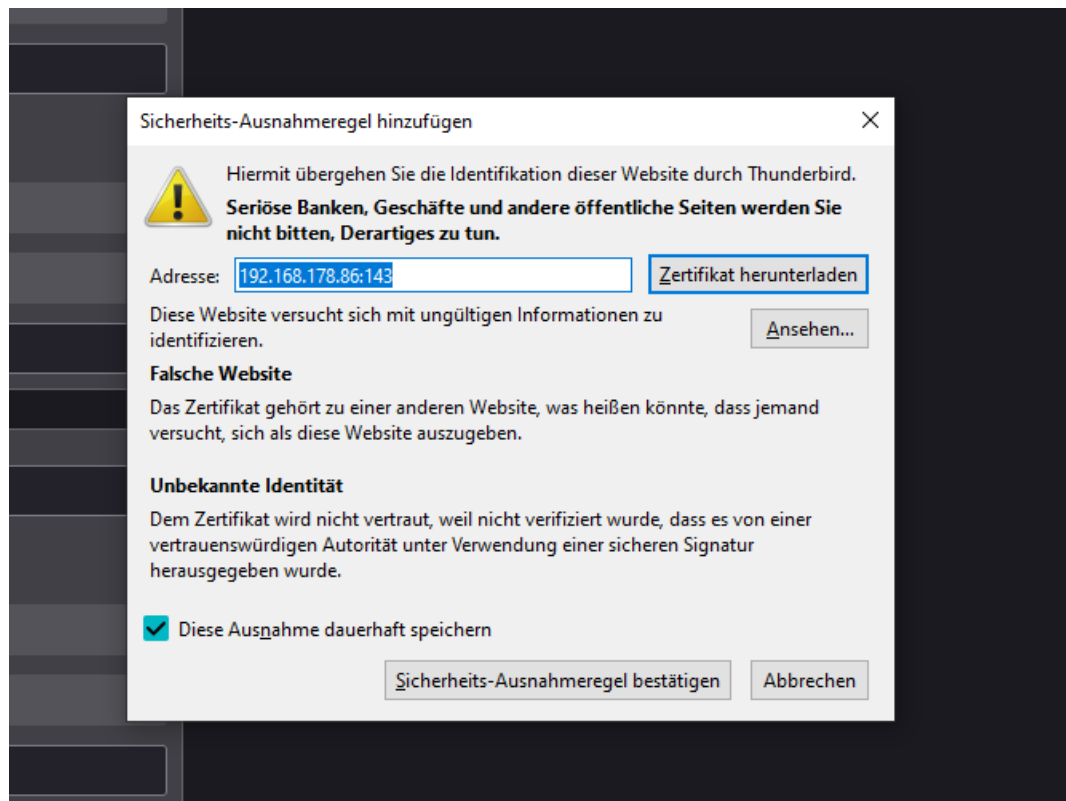 Sicherheits-Ausnahmeregel hinzufügen
Hiermit übergehen Sie die Identifikation dieser Website durch Thunderbird.
Seriöse Banken, Geschäfte und andere öffentliche Seiten werden Sie
nicht bitten, Derartiges zu tun.
Adresse: 192.168.178.86:143 Zertifikat herunterladen
Diese Website versucht sich mit ungültigen Informationen zu
identifizieren.
Ansehen...
Falsche Website
Das Zertifikat gehört zu einer anderen Website, was heißen könnte, dass jemand
versucht, sich als diese Website auszugeben.
Unbekannte Identität
Dem Zertifikat wird nicht vertraut, weil nicht verifiziert wurde, dass es von einer
vertrauenswürdigen Autorität unter Verwendung einer sicheren Signatur
herausgegeben wurde.
Diese Ausnahme dauerhaft speichern
Sicherheits-Ausnahmeregel bestätigen Abbrechen